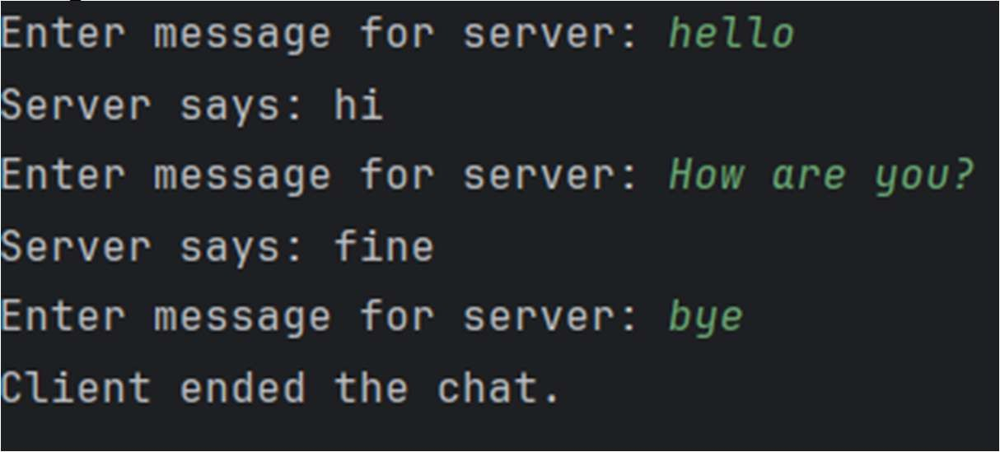 Enter message for server: hello
Server says: hi
Enter message for server: How are you?
Server says: fine
Enter message for server: bye
Client ended the chat.